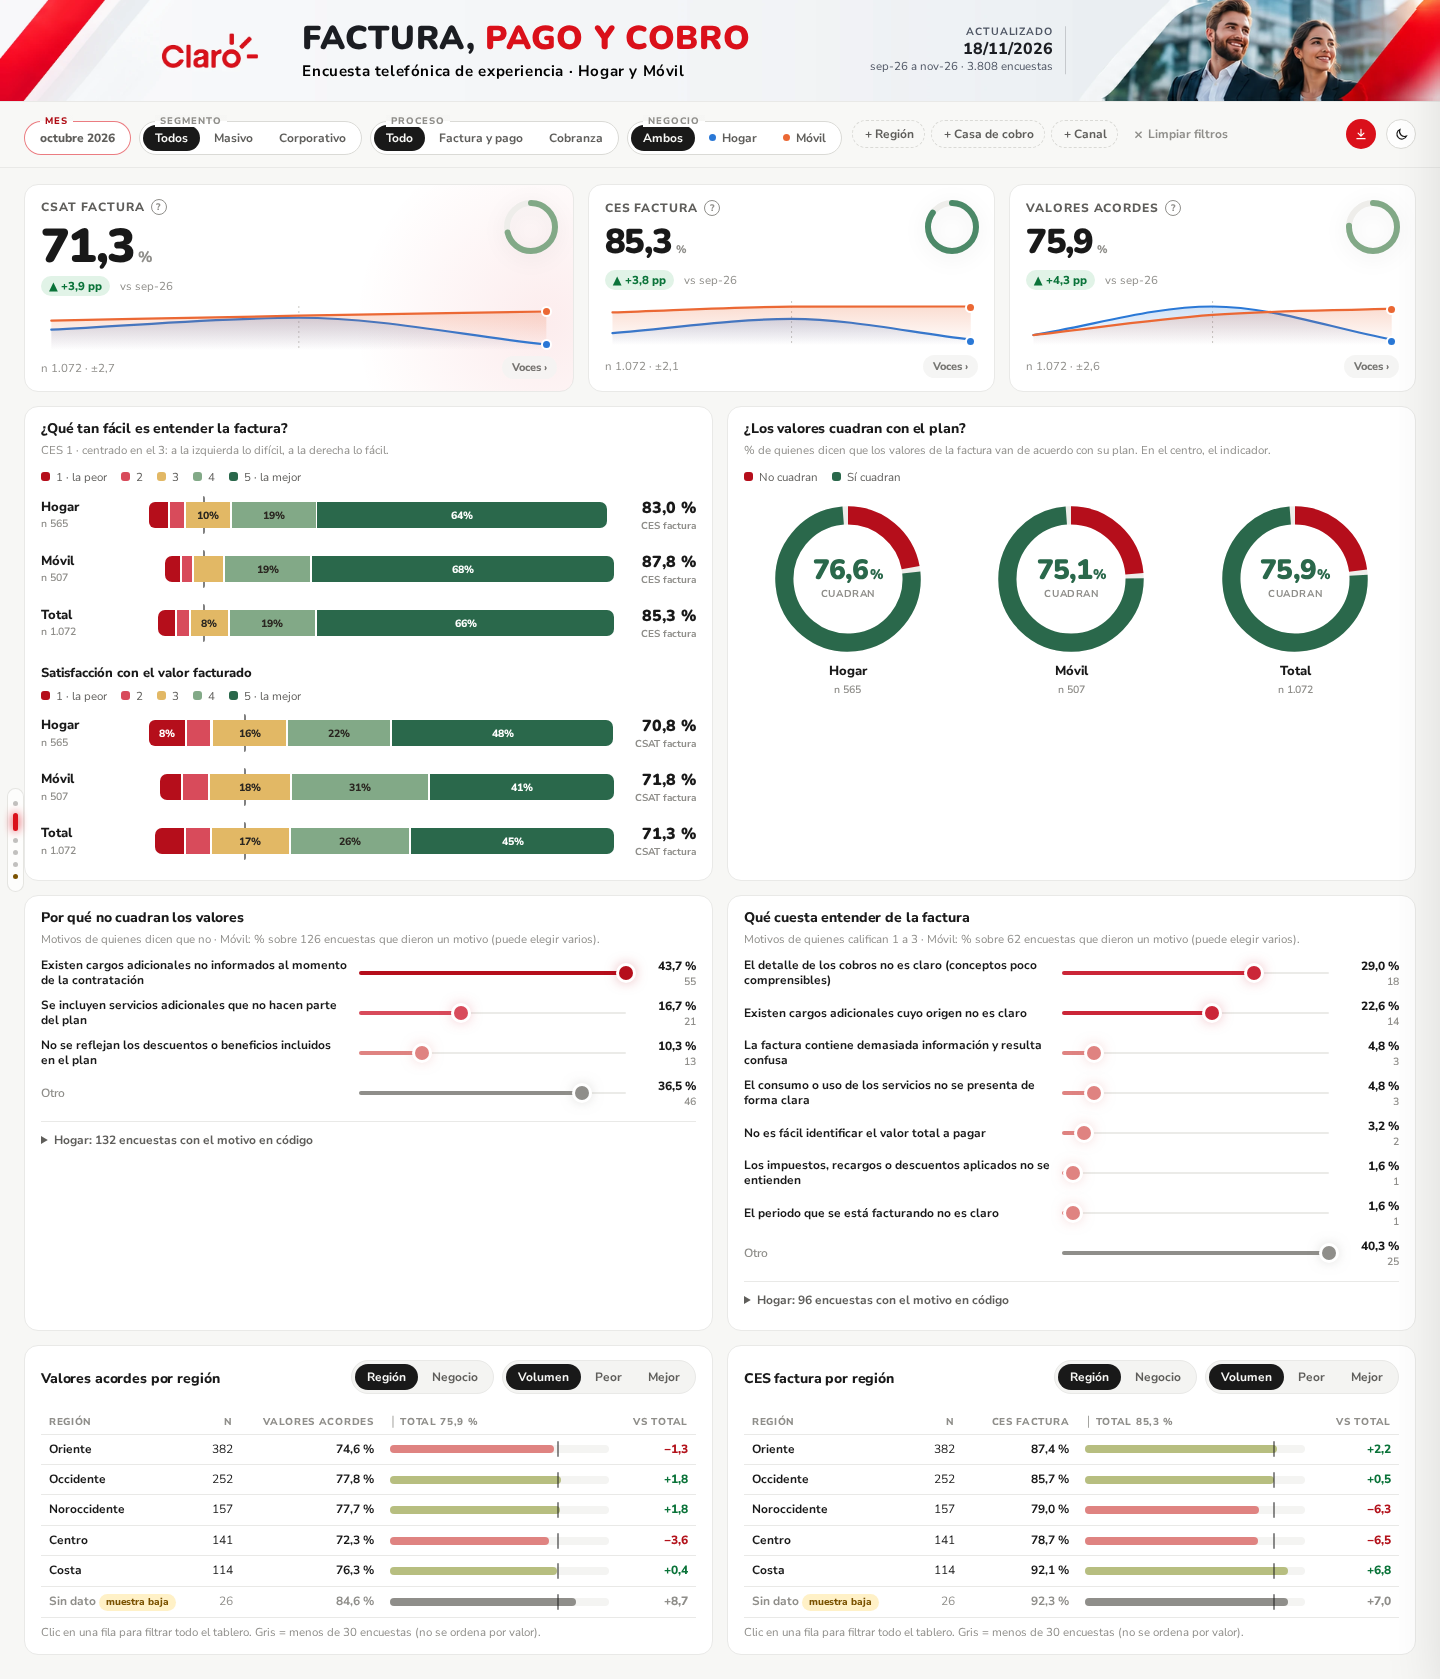 Claro
FACTURA, PAGO Y COBRO
Encuesta telefónica de experiencia · Hogar y Móvil
ACTUALIZADO
18/11/2026
sep-26 a nov-26 · 3.808 encuestas
MES
octubre 2026
SEGMENTO
Todos Masivo Corporativo
PROCESO
Todo Factura y pago Cobranza
NEGOCIO
Ambos Hogar Móvil
+ Región + Casa de cobro + Canal × Limpiar filtros
CSAT FACTURA ?
71,3 %
▲ +3,9 pp vs sep-26
n 1.072 · ±2,7 Voces ›
CES FACTURA ?
85,3 %
▲ +3,8 pp vs sep-26
n 1.072 · ±2,1 Voces ›
VALORES ACORDES ?
75,9 %
▲ +4,3 pp vs sep-26
n 1.072 · ±2,6 Voces ›
¿Qué tan fácil es entender la factura?
CES 1 · centrado en el 3: a la izquierda lo difícil, a la derecha lo fácil.
1 · la peor 2 3 4 5 · la mejor
Hogar 10% 19% 64% 83,0 %
n 565 CES factura
Móvil 19% 68% 87,8 %
n 507 CES factura
Total 8% 19% 66% 85,3 %
n 1.072 CES factura
Satisfacción con el valor facturado
1 · la peor 2 3 4 5 · la mejor
Hogar 8% 16% 22% 48% 70,8 %
n 565 CSAT factura
Móvil 18% 31% 41% 71,8 %
n 507 CSAT factura
Total 17% 26% 45% 71,3 %
n 1.072 CSAT factura
¿Los valores cuadran con el plan?
% de quienes dicen que los valores de la factura van de acuerdo con su plan. En el centro, el indicador.
No cuadran Sí cuadran
76,6% 75,1% 75,9%
CUADRAN CUADRAN CUADRAN
Hogar Móvil Total
n 565 n 507 n 1.072
Por qué no cuadran los valores
Motivos de quienes dicen que no · Móvil: % sobre 126 encuestas que dieron un motivo (puede elegir varios).
Existen cargos adicionales no informados al momento 43,7 %
de la contratación 55
Se incluyen servicios adicionales que no hacen parte 16,7 %
del plan 21
No se reflejan los descuentos o beneficios incluidos 10,3 %
en el plan 13
Otro 36,5 %
46
▶ Hogar: 132 encuestas con el motivo en código
Qué cuesta entender de la factura
Motivos de quienes califican 1 a 3 · Móvil: % sobre 62 encuestas que dieron un motivo (puede elegir varios).
El detalle de los cobros no es claro (conceptos poco 29,0 %
comprensibles) 18
Existen cargos adicionales cuyo origen no es claro 22,6 %
14
La factura contiene demasiada información y resulta 4,8 %
confusa 3
El consumo o uso de los servicios no se presenta de 4,8 %
forma clara 3
No es fácil identificar el valor total a pagar 3,2 %
2
Los impuestos, recargos o descuentos aplicados no se 1,6 %
entienden 1
El periodo que se está facturando no es claro 1,6 %
1
Otro 40,3 %
25
▶ Hogar: 96 encuestas con el motivo en código
Valores acordes por región Región Negocio Volumen Peor Mejor
REGIÓN N VALORES ACORDES TOTAL 75,9 % VS TOTAL
Oriente 382 74,6 % −1,3
Occidente 252 77,8 % +1,8
Noroccidente 157 77,7 % +1,8
Centro 141 72,3 % −3,6
Costa 114 76,3 % +0,4
Sin dato muestra baja 26 84,6 % +8,7
Clic en una fila para filtrar todo el tablero. Gris = menos de 30 encuestas (no se ordena por valor).
CES factura por región Región Negocio Volumen Peor Mejor
REGIÓN N CES FACTURA TOTAL 85,3 % VS TOTAL
Oriente 382 87,4 % +2,2
Occidente 252 85,7 % +0,5
Noroccidente 157 79,0 % −6,3
Centro 141 78,7 % −6,5
Costa 114 92,1 % +6,8
Sin dato muestra baja 26 92,3 % +7,0
Clic en una fila para filtrar todo el tablero. Gris = menos de 30 encuestas (no se ordena por valor).